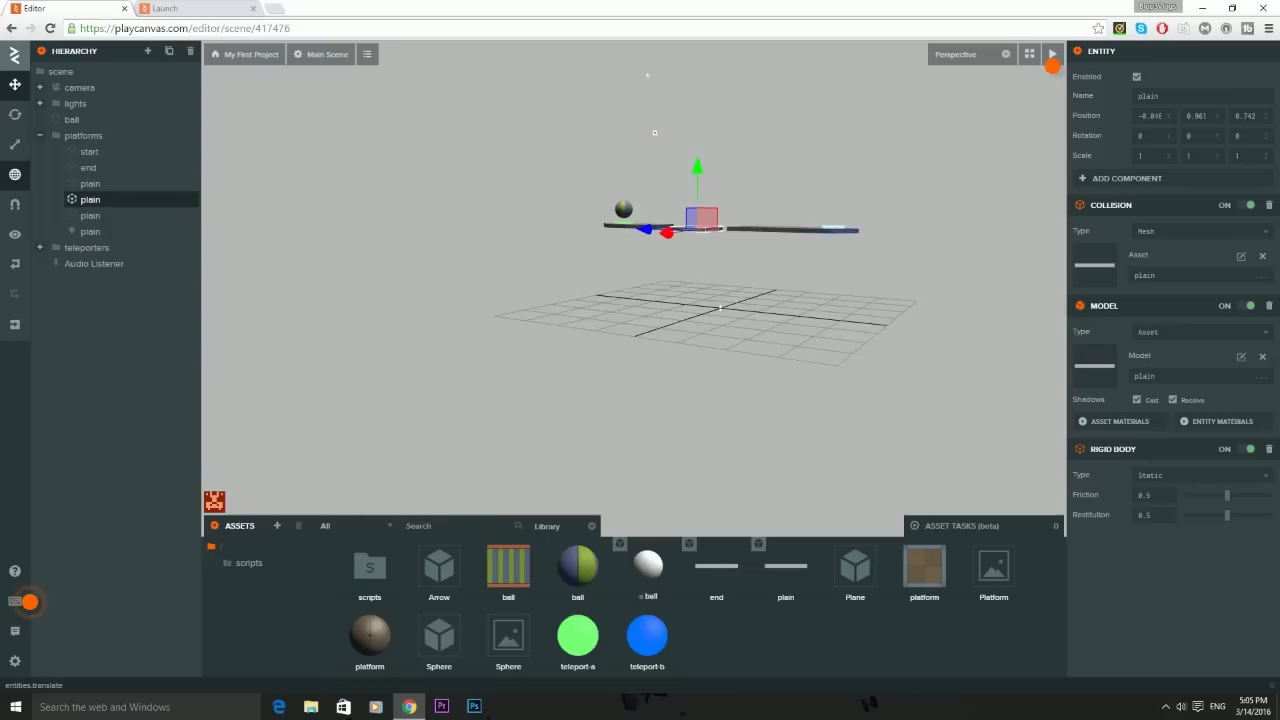 Editor
Launch
Blop3Vlogs
https://playcanvas.com/editor/scene/417476
HIERARCHY
My First Project
Main Scene
Perspective
ENTITY
scene
camera
lights
ball
platforms
start
end
plain
plain
plain
plain
teleporters
Audio Listener
Enabled
Name plain
Position -0.046 X 0.961 Y 0.742 Z
Rotation 0 X 0 Y 0 Z
Scale 1 X 1 Y 1 Z
ADD COMPONENT
COLLISION ON
Type Mesh
Asset
plain ...
MODEL ON
Type Asset
Model
plain ...
Shadows Cast Receive
ASSET MATERIALS ENTITY MATERIALS
RIGID BODY ON
Type Static
Friction 0.5
Restitution 0.5
ASSETS All Search Library
ASSET TASKS (beta) 0
/
scripts
S
scripts Arrow ball ball ball end plain Plane platform Platform
platform Sphere Sphere teleport-a teleport-b
entities.translate
0
Search the web and Windows
Pr
Ps
ENG
5:05 PM
3/14/2016